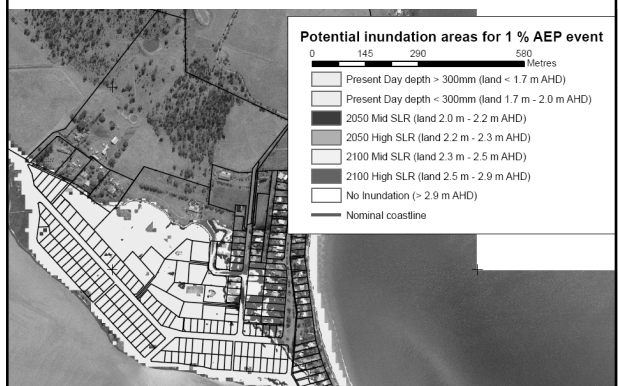 Potential inundation areas for 1 % AEP event
0 145 290 580
Metres
Present Day depth > 300mm (land < 1.7 m AHD)
Present Day depth < 300mm (land 1.7 m - 2.0 m AHD)
2050 Mid SLR (land 2.0 m - 2.2 m AHD)
2050 High SLR (land 2.2 m - 2.3 m AHD)
2100 Mid SLR (land 2.3 m - 2.5 m AHD)
2100 High SLR (land 2.5 m - 2.9 m AHD)
No Inundation (> 2.9 m AHD)
Nominal coastline